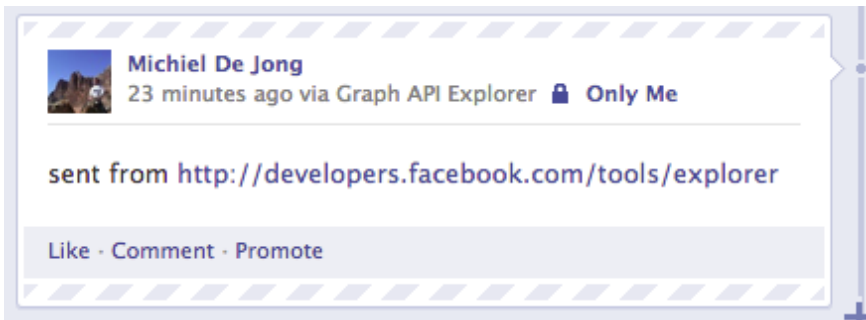 Michiel De Jong
23 minutes ago via Graph API Explorer Only Me
sent from http://developers.facebook.com/tools/explorer
Like · Comment · Promote